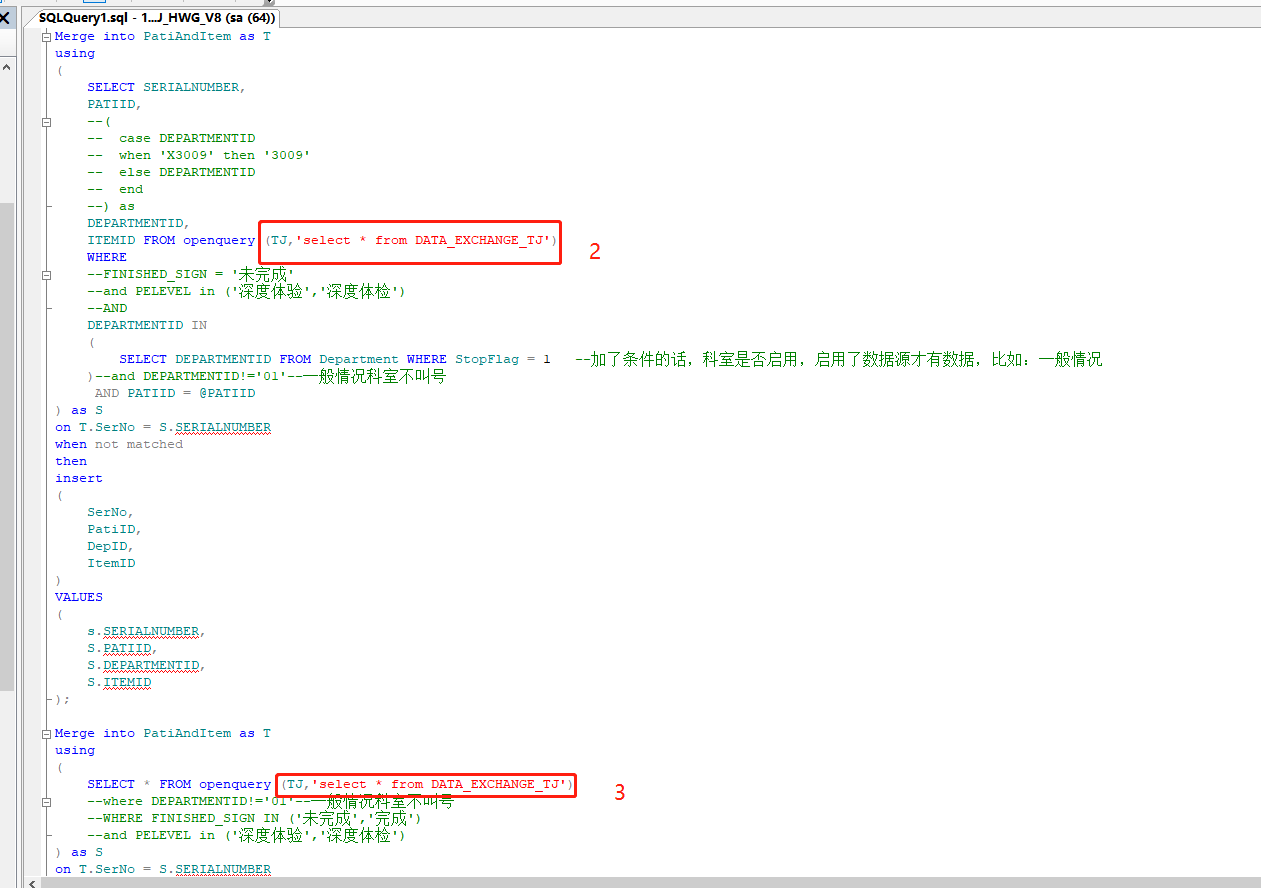 SQLQuery1.sql - 1...J_HWG_V8 (sa (64))
Merge into PatiAndItem as T
using
(
SELECT SERIALNUMBER,
PATIID,
--(
-- case DEPARTMENTID
-- when 'X3009' then '3009'
-- else DEPARTMENTID
-- end
--) as
DEPARTMENTID,
ITEMID FROM openquery (TJ,'select * from DATA_EXCHANGE_TJ')
2
WHERE
--FINISHED_SIGN = '未完成'
--and PELEVEL in ('深度体验','深度体检')
--AND
DEPARTMENTID IN
(
SELECT DEPARTMENTID FROM Department WHERE StopFlag = 1 --加了条件的话，科室是否启用，启用了数据源才有数据，比如：一般情况
)--and DEPARTMENTID!='01'--一般情况科室不叫号
AND PATIID = @PATIID
) as S
on T.SerNo = S.SERIALNUMBER
when not matched
then
insert
(
SerNo,
PatiID,
DepID,
ItemID
)
VALUES
(
s.SERIALNUMBER,
S.PATIID,
S.DEPARTMENTID,
S.ITEMID
);
Merge into PatiAndItem as T
using
(
SELECT * FROM openquery (TJ,'select * from DATA_EXCHANGE_TJ')
3
--where DEPARTMENTID!='01'--一般情况科室不叫号
--WHERE FINISHED_SIGN IN ('未完成','完成')
--and PELEVEL in ('深度体验','深度体检')
) as S
on T.SerNo = S.SERIALNUMBER